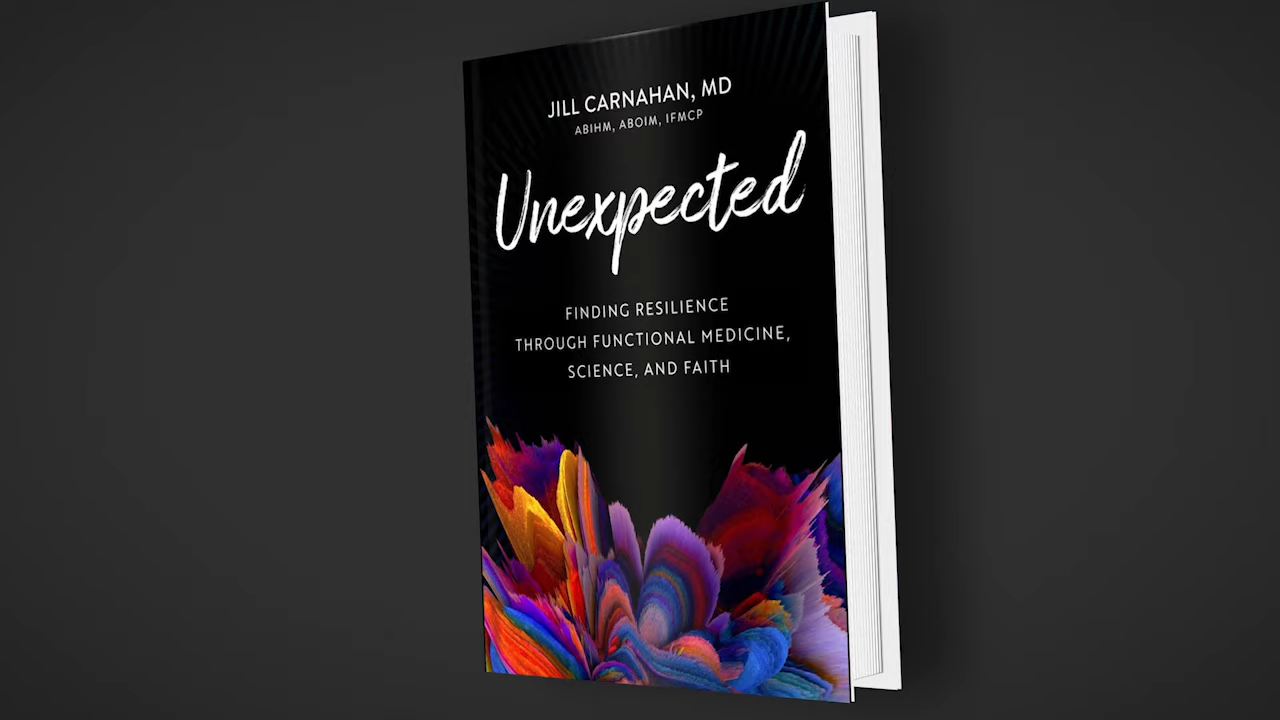 JILL CARNAHAN, MD
ABIHM, ABOIM, IFMCP
Unexpected
FINDING RESILIENCE
THROUGH FUNCTIONAL MEDICINE,
SCIENCE, AND FAITH